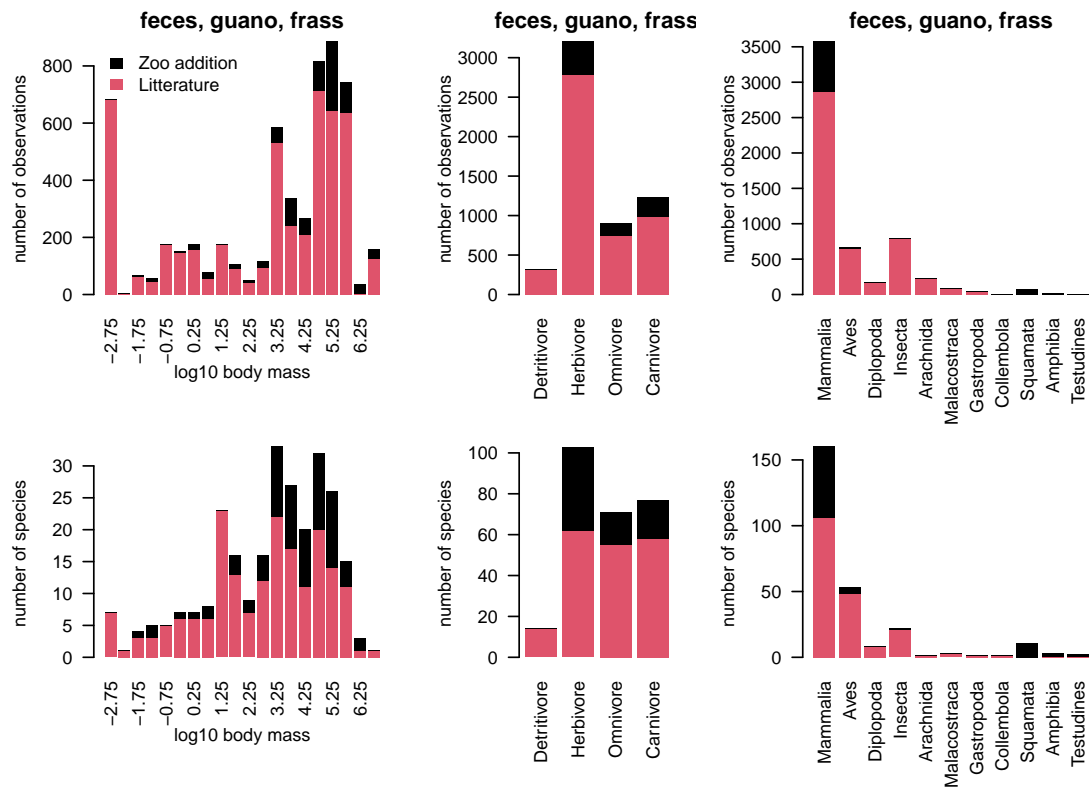 feces, guano, frass
number of observations
800
600
400
200
0
Zoo addition
Litterature
−2.75
−1.75
−0.75
0.25
1.25
2.25
3.25
4.25
5.25
6.25
log10 body mass
feces, guano, frass
number of observations
3000
2500
2000
1500
1000
500
0
Detritivore
Herbivore
Omnivore
Carnivore
feces, guano, frass
number of observations
3500
3000
2500
2000
1500
1000
500
0
Mammalia
Aves
Diplopoda
Insecta
Arachnida
Malacostraca
Gastropoda
Collembola
Squamata
Amphibia
Testudines
number of species
30
25
20
15
10
5
0
−2.75
−1.75
−0.75
0.25
1.25
2.25
3.25
4.25
5.25
6.25
log10 body mass
number of species
100
80
60
40
20
0
Detritivore
Herbivore
Omnivore
Carnivore
number of species
150
100
50
0
Mammalia
Aves
Diplopoda
Insecta
Arachnida
Malacostraca
Gastropoda
Collembola
Squamata
Amphibia
Testudines